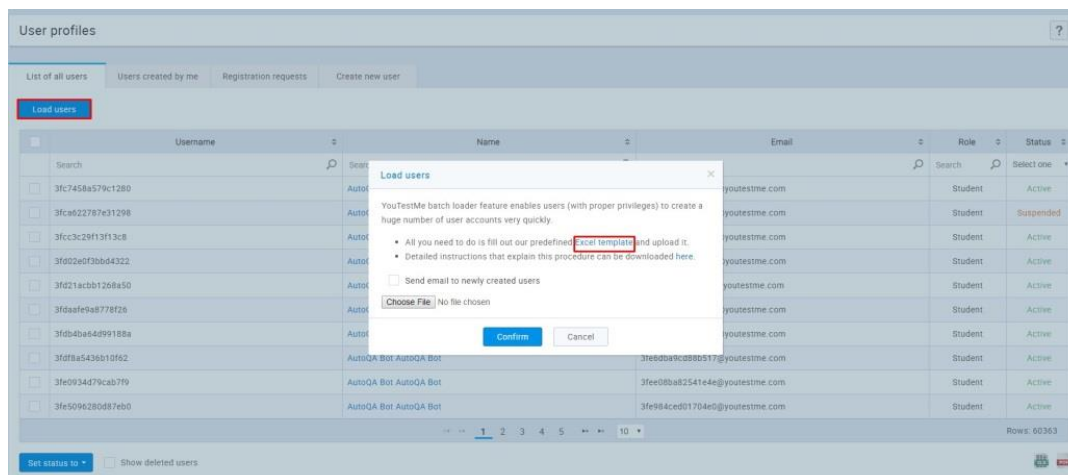 User profiles
?
List of all users Users created by me Registration requests Create new user
Load users
Username Name Email Role Status
Search Search Select one
3fc7458a579c1280 youtestme.com Student Active
3fca622787e31298 youtestme.com Student Suspended
3fcc3c29f13f13c8 youtestme.com Student Active
3fd02e0f3bbd4322 youtestme.com Student Active
3fd21acbb1268a50 youtestme.com Student Active
3fdaafe9a8778f26 youtestme.com Student Active
3fdb4ba64d99188a youtestme.com Student Active
3fdf8a5436b10f62 AutoQA Bot AutoQA Bot 3fe6dba9cd88b517@youtestme.com Student Active
3fe0934d79cab7f9 AutoQA Bot AutoQA Bot 3fee08ba82541e4e@youtestme.com Student Active
3fe5096280d87eb0 AutoQA Bot AutoQA Bot 3fe984ced01704e0@youtestme.com Student Active
Load users
YouTestMe batch loader feature enables users (with proper privileges) to create a
huge number of user accounts very quickly.
• All you need to do is fill out our predefined Excel template and upload it.
• Detailed instructions that explain this procedure can be downloaded here.
Send email to newly created users
Choose File No file chosen
Confirm Cancel
1 2 3 4 5 10 Rows: 60363
Set status to Show deleted users